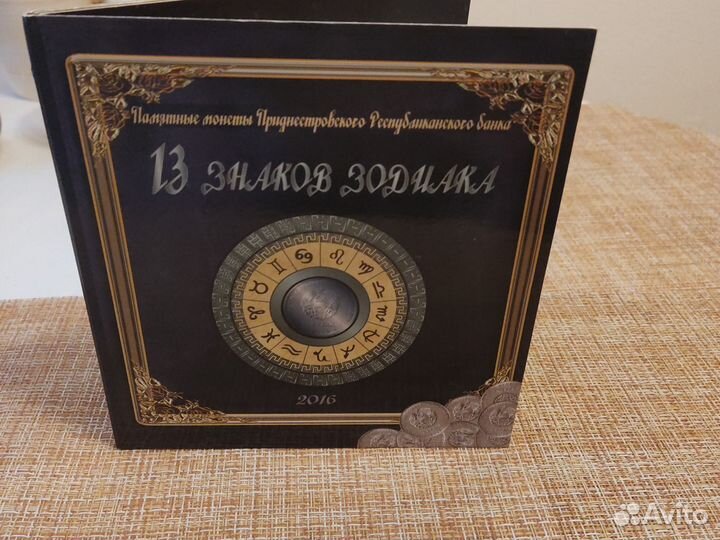 Памятные монеты Приднестровского Республиканского банка
13 ЗНАКОВ ЗОДИАКА
2016
Avito